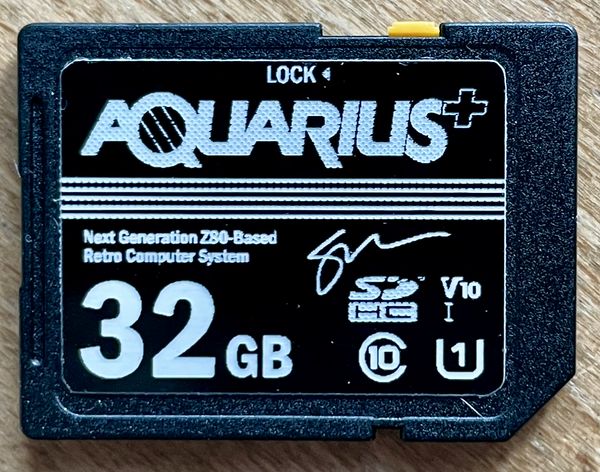 LOCK
AQUARIUS+
Next Generation Z80-Based
Retro Computer System
32 GB
SD HC
V10
I
10
U1